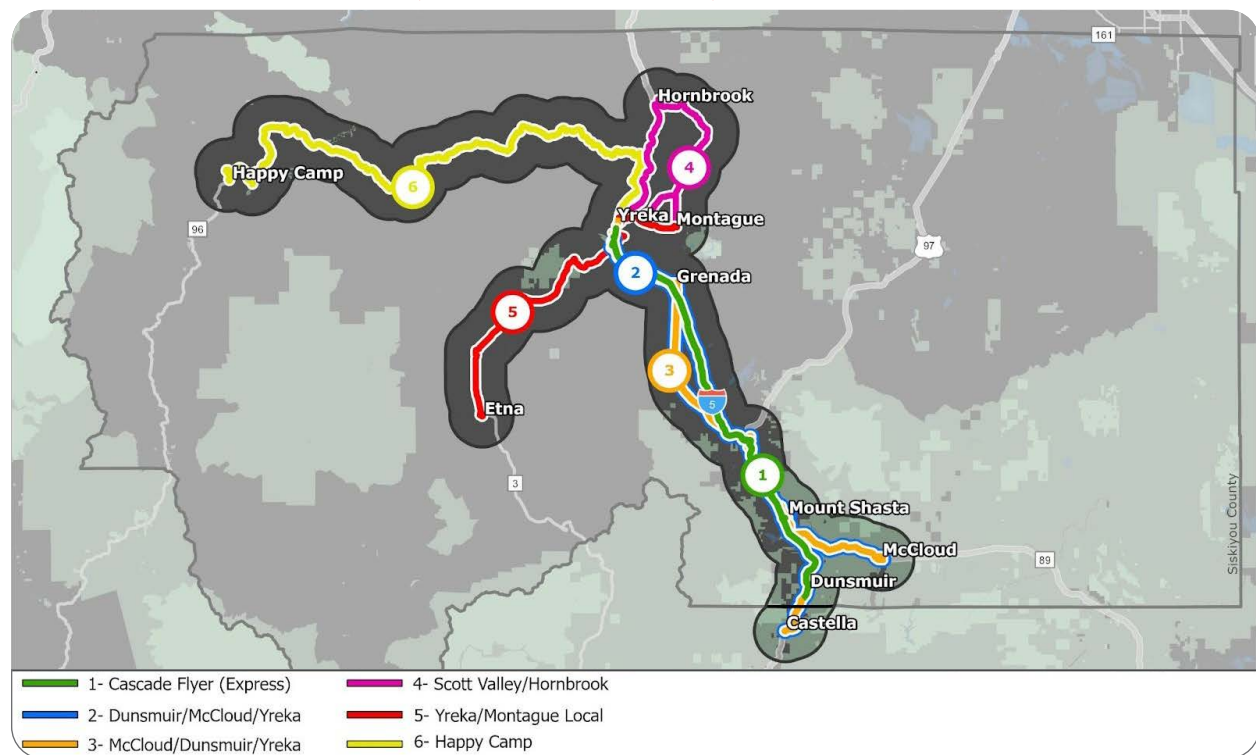 161
Hornbrook
4
Happy Camp
6
Yreka
Montague
96
97
2
Grenada
5
3
5
Etna
1
3
Mount Shasta
McCloud
89
Dunsmuir
Castella
Siskiyou County
1- Cascade Flyer (Express)
4- Scott Valley/Hornbrook
2- Dunsmuir/McCloud/Yreka
5- Yreka/Montague Local
3- McCloud/Dunsmuir/Yreka
6- Happy Camp